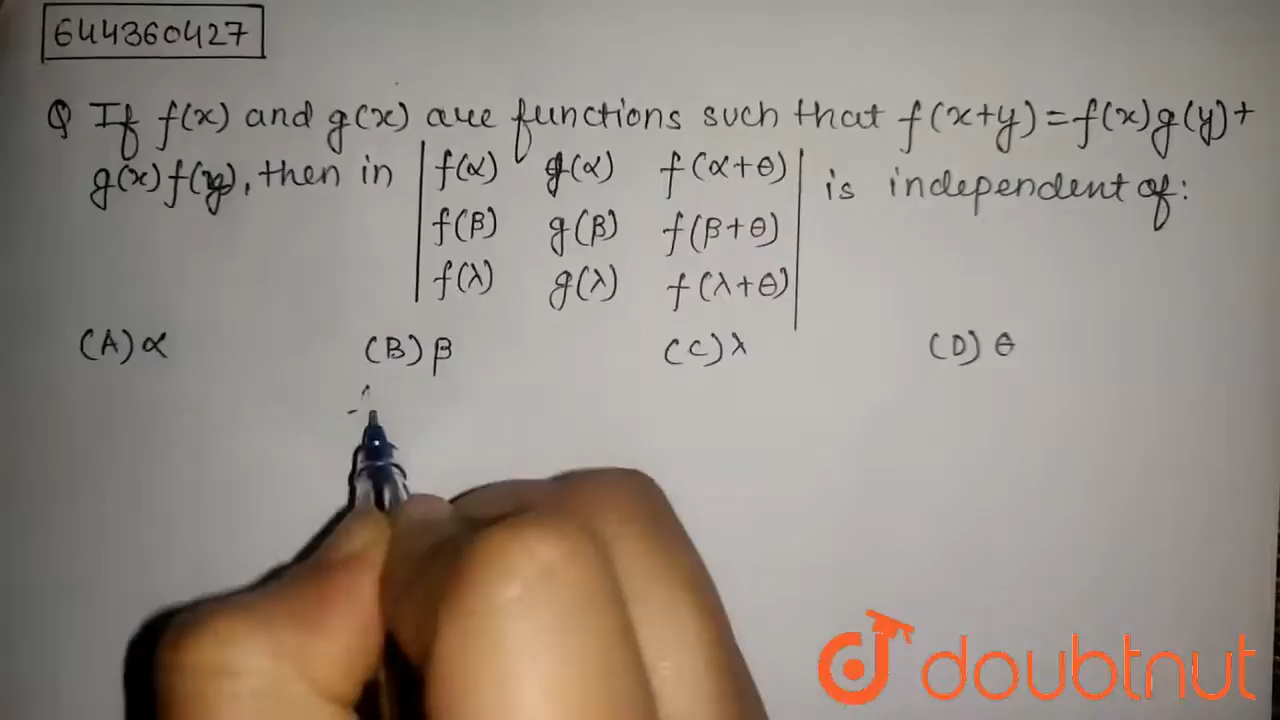 644360427
Q If f(x) and g(x) are functions such that f(x+y)=f(x)g(y)+
g(x)f(y), then in | f(α) g(α) f(α+θ) | is independent of:
f(β) g(β) f(β+θ)
f(λ) g(λ) f(λ+θ)
(A) α (B) β (C) λ (D) θ
doubtnut